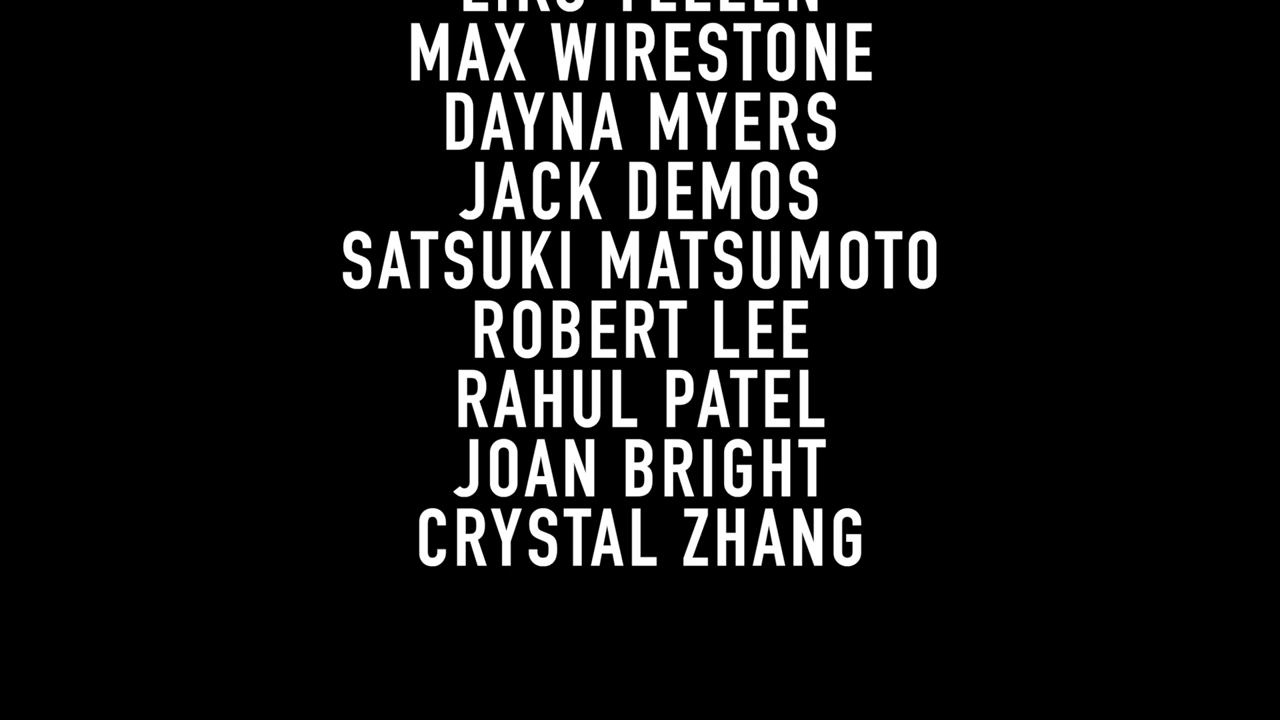 MAX WIRESTONE
DAYNA MYERS
JACK DEMOS
SATSUKI MATSUMOTO
ROBERT LEE
RAHUL PATEL
JOAN BRIGHT
CRYSTAL ZHANG